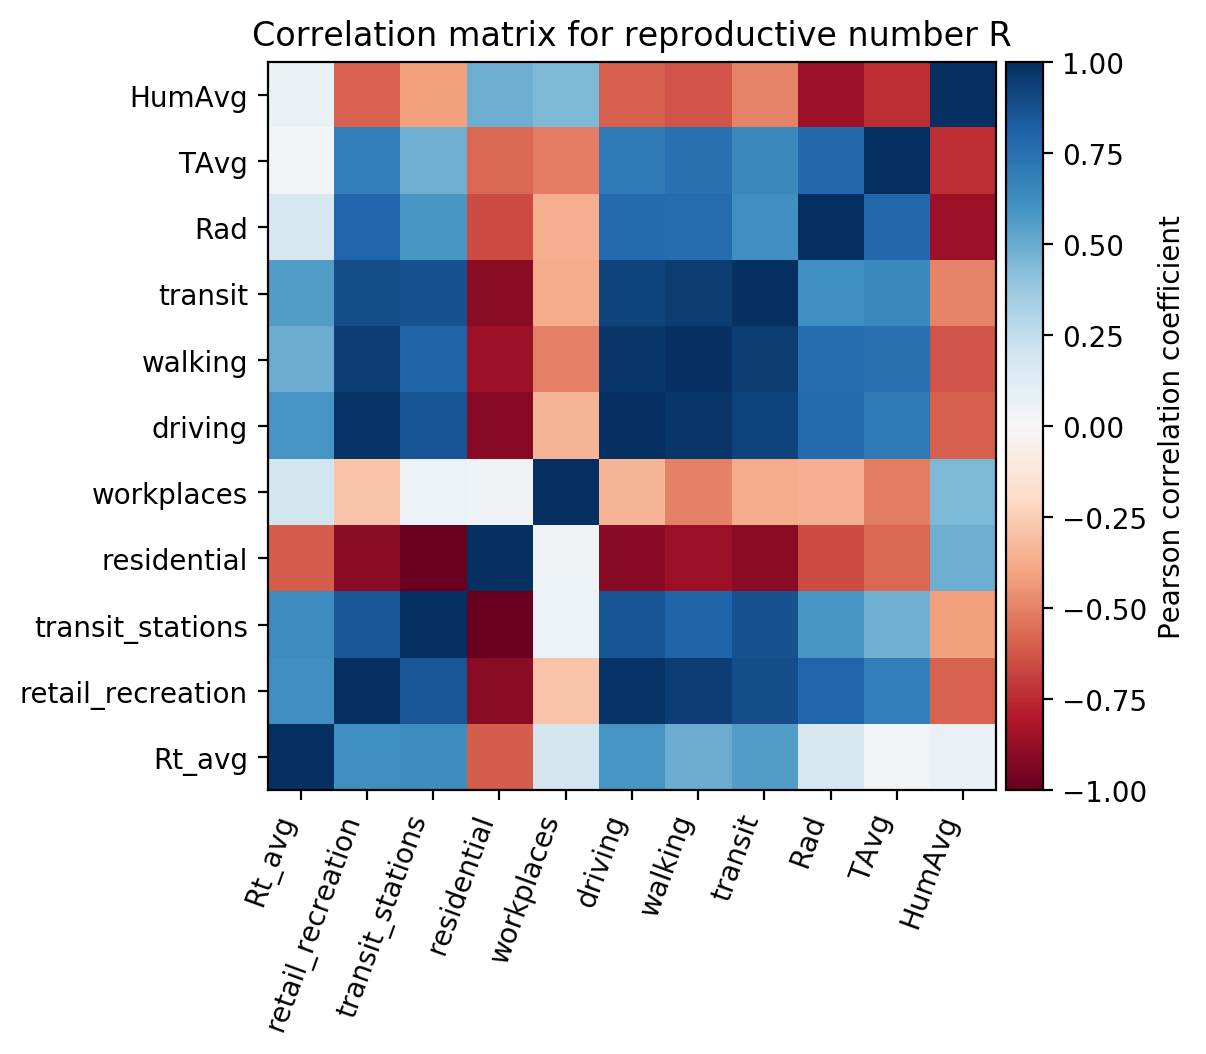 Correlation matrix for reproductive number R
HumAvg
TAvg
Rad
transit
walking
driving
workplaces
residential
transit_stations
retail_recreation
Rt_avg
Rt_avg
retail_recreation
transit_stations
residential
workplaces
driving
walking
transit
Rad
TAvg
HumAvg
1.00
0.75
0.50
0.25
0.00
−0.25
−0.50
−0.75
−1.00
Pearson correlation coefficient